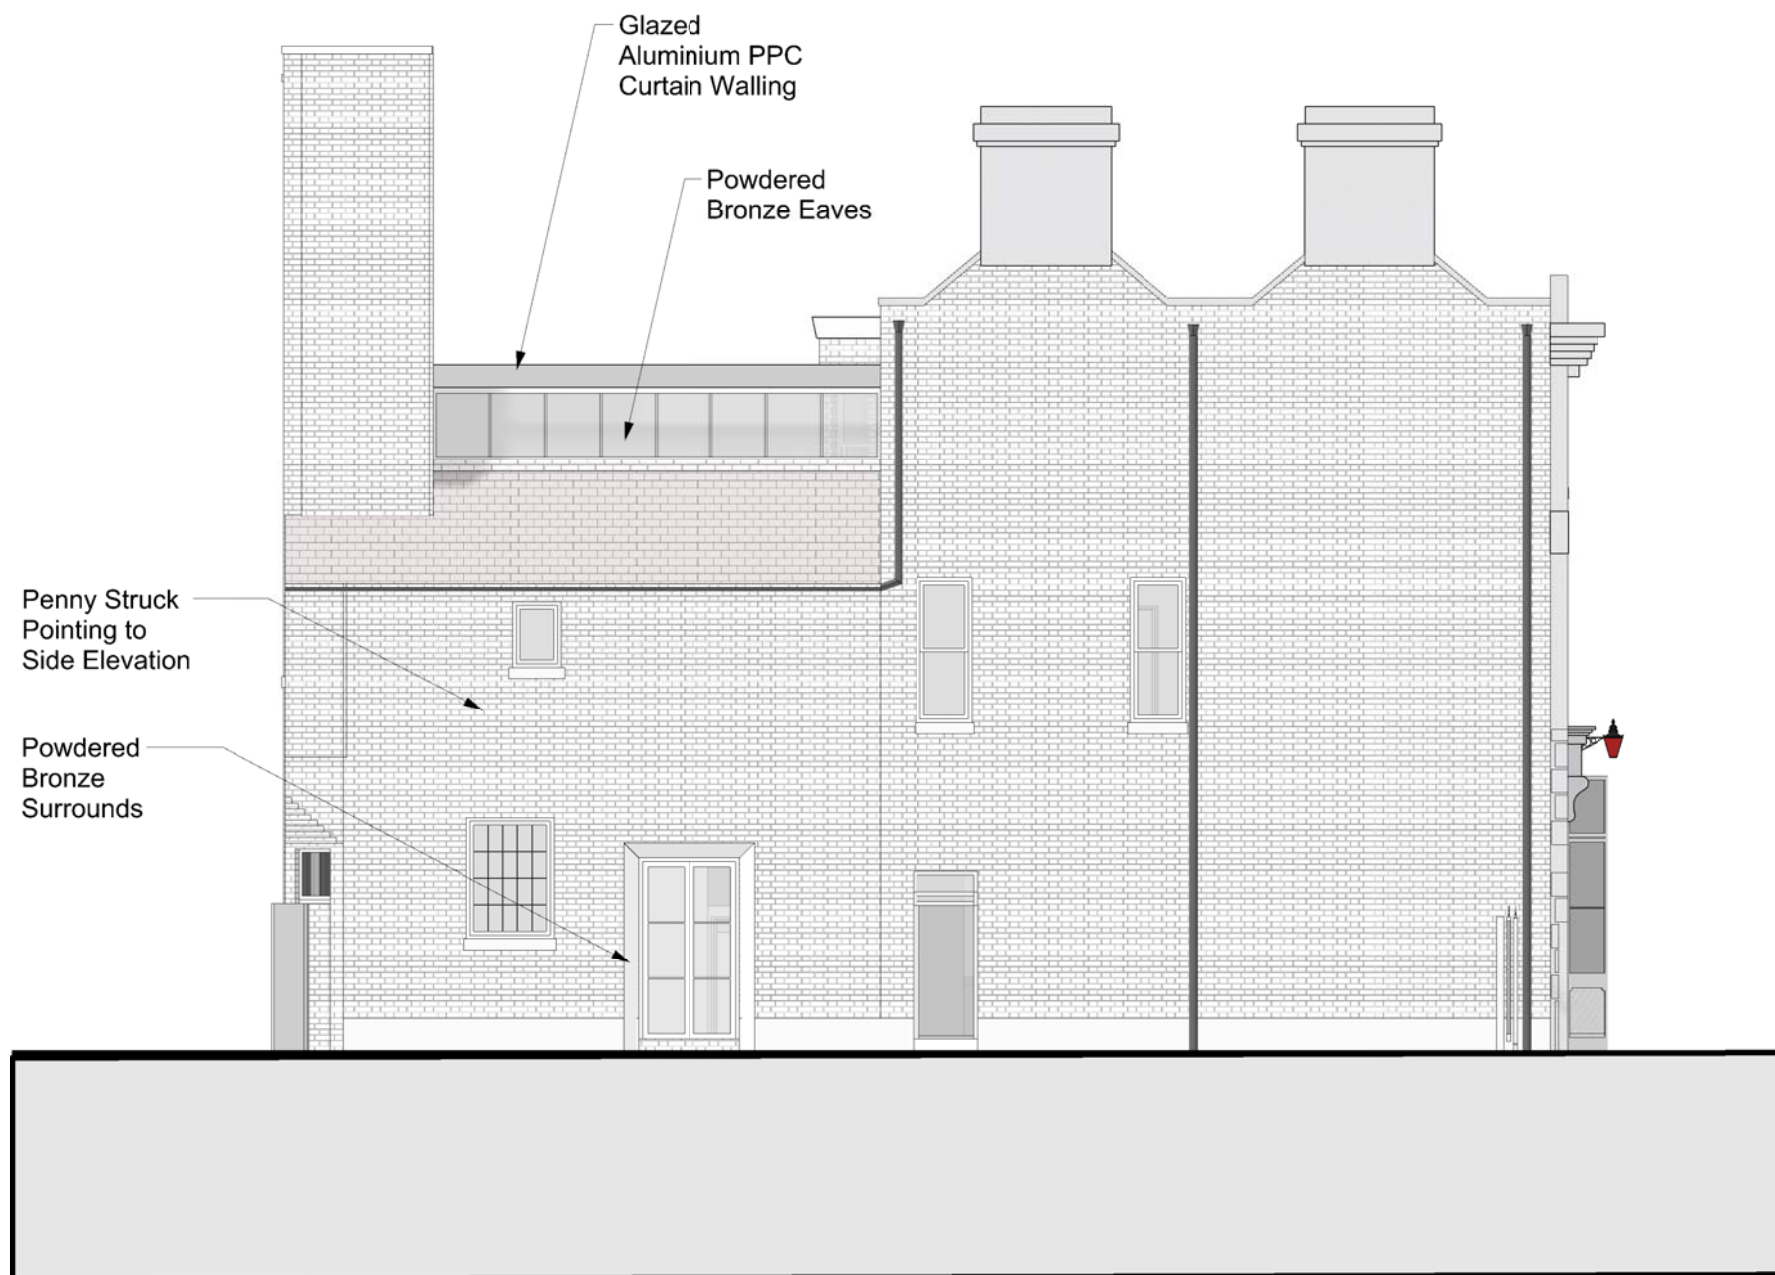 Glazed
Aluminium PPC
Curtain Walling
Powdered
Bronze Eaves
Penny Struck
Pointing to
Side Elevation
Powdered
Bronze
Surrounds